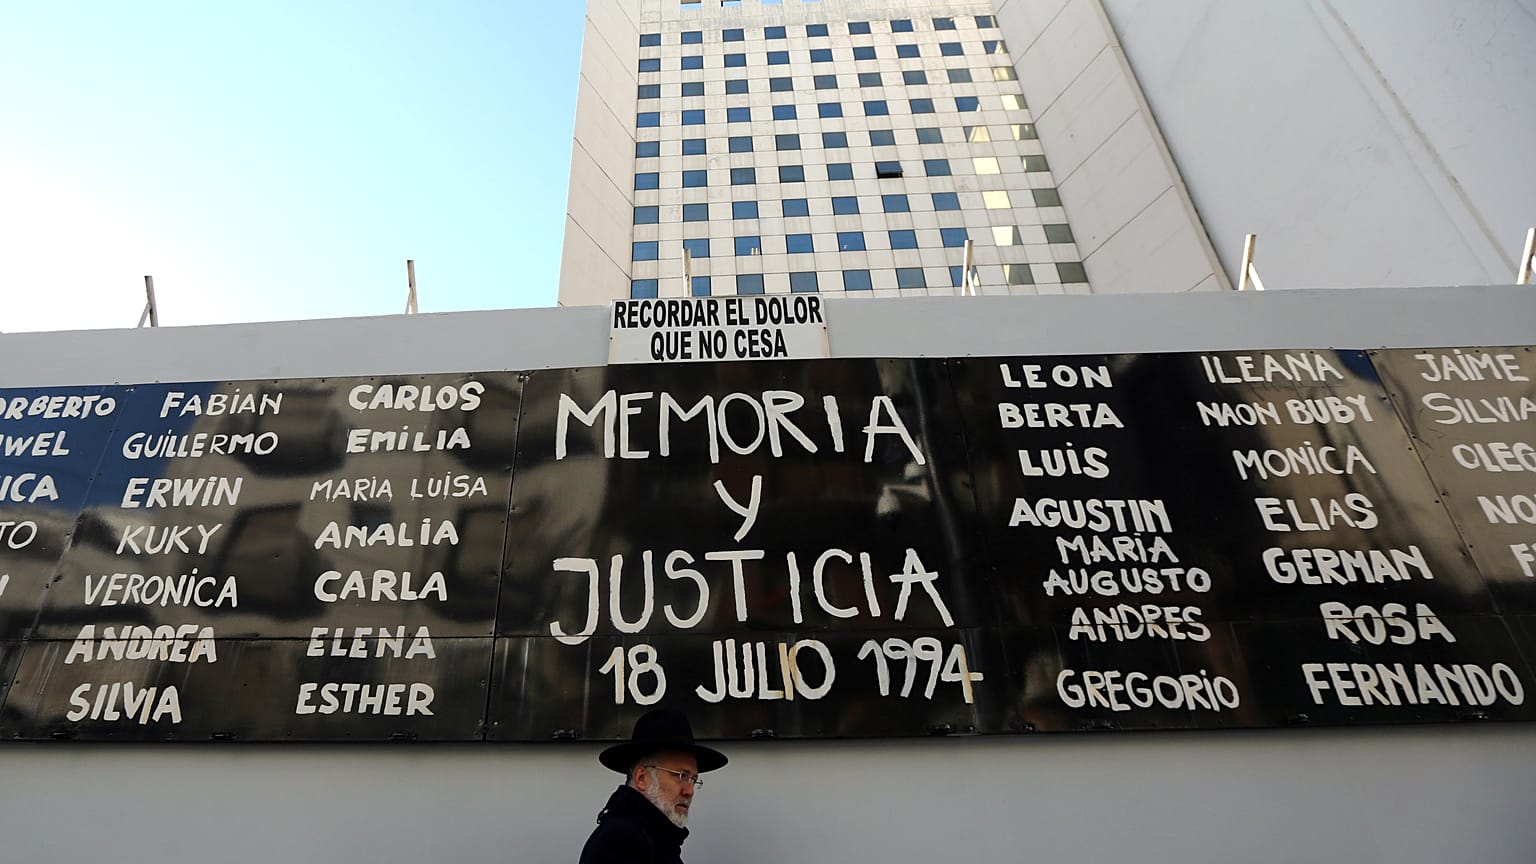 RECORDAR EL DOLOR
QUE NO CESA
MEMORIA
Y
JUSTICIA
18 JULIO 1994
FABIAN
GUILLERMO
ERWIN
KUKY
VERONICA
ANDREA
SILVIA
CARLOS
EMILIA
MARIA LUISA
ANALIA
CARLA
ELENA
ESTHER
LEON
BERTA
LUIS
AGUSTIN
MARIA
AUGUSTO
ANDRES
GREGORIO
ILEANA
NAON BUBY
MONICA
ELIAS
GERMAN
ROSA
FERNANDO
JAIME
SILVIA